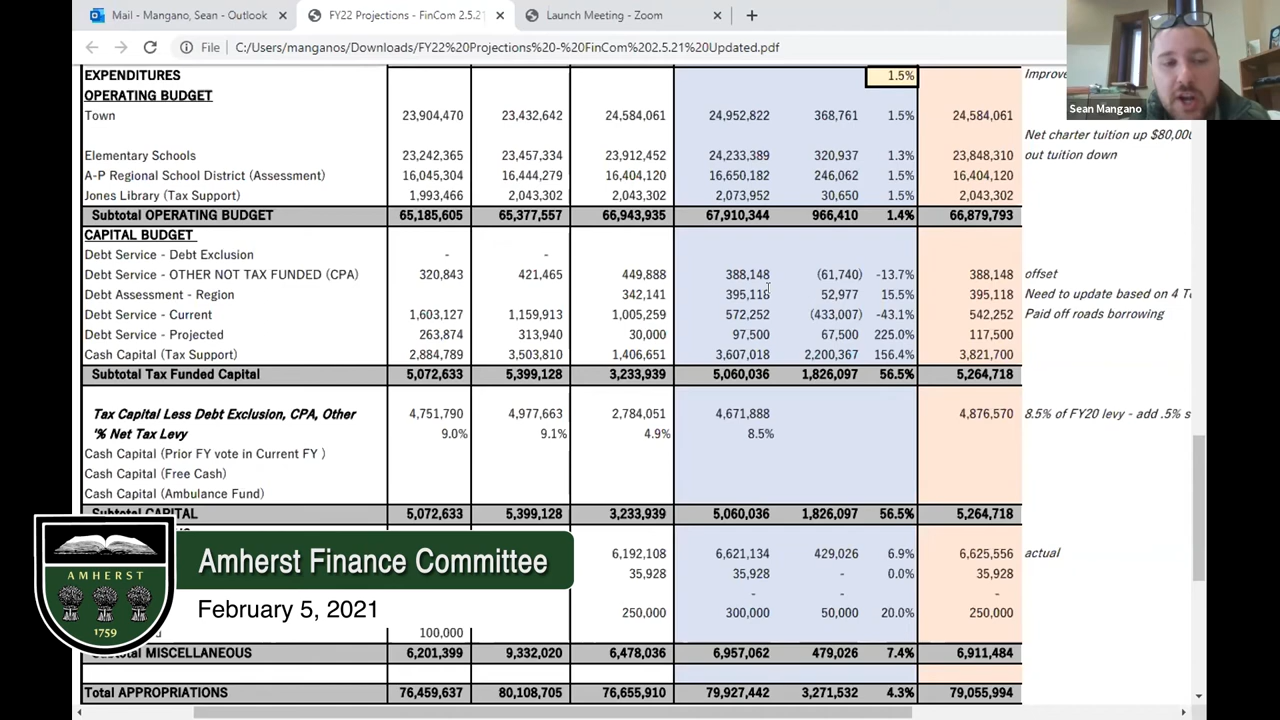 Mail - Mangano, Sean - Outlook FY22 Projections - FinCom 2.5.21 Launch Meeting - Zoom
File C:/Users/manganos/Downloads/FY22%20Projections%20-%20FinCom%202.5.21%20Updated.pdf
Sean Mangano
EXPENDITURES 1.5%
OPERATING BUDGET
Town 23,904,470 23,432,642 24,584,061 24,952,822 368,761 1.5% 24,584,061
Net charter tuition up $80,000
Elementary Schools 23,242,365 23,457,334 23,912,452 24,233,389 320,937 1.3% 23,848,310 out tuition down
A-P Regional School District (Assessment) 16,045,304 16,444,279 16,404,120 16,650,182 246,062 1.5% 16,404,120
Jones Library (Tax Support) 1,993,466 2,043,302 2,043,302 2,073,952 30,650 1.5% 2,043,302
Subtotal OPERATING BUDGET 65,185,605 65,377,557 66,943,935 67,910,344 966,410 1.4% 66,879,793
CAPITAL BUDGET
Debt Service - Debt Exclusion - -
Debt Service - OTHER NOT TAX FUNDED (CPA) 320,843 421,465 449,888 388,148 (61,740) -13.7% 388,148 offset
Debt Assessment - Region 342,141 395,118 52,977 15.5% 395,118 Need to update based on 4
Debt Service - Current 1,603,127 1,159,913 1,005,259 572,252 (433,007) -43.1% 542,252 Paid off roads borrowing
Debt Service - Projected 263,874 313,940 30,000 97,500 67,500 225.0% 117,500
Cash Capital (Tax Support) 2,884,789 3,503,810 1,406,651 3,607,018 2,200,367 156.4% 3,821,700
Subtotal Tax Funded Capital 5,072,633 5,399,128 3,233,939 5,060,036 1,826,097 56.5% 5,264,718
Tax Capital Less Debt Exclusion, CPA, Other 4,751,790 4,977,663 2,784,051 4,671,888 4,876,570 8.5% of FY20 levy - add .5% s
'% Net Tax Levy 9.0% 9.1% 4.9% 8.5%
Cash Capital (Prior FY vote in Current FY )
Cash Capital (Free Cash)
Cash Capital (Ambulance Fund)
Subtotal CAPITAL 5,072,633 5,399,128 3,233,939 5,060,036 1,826,097 56.5% 5,264,718
6,192,108 6,621,134 429,026 6.9% 6,625,556 actual
35,928 35,928 - 0.0% 35,928
- - -
250,000 300,000 50,000 20.0% 250,000
100,000
Subtotal MISCELLANEOUS 6,201,399 9,332,020 6,478,036 6,957,062 479,026 7.4% 6,911,484
Total APPROPRIATIONS 76,459,637 80,108,705 76,655,910 79,927,442 3,271,532 4.3% 79,055,994
AMHERST
1759
Amherst Finance Committee
February 5, 2021